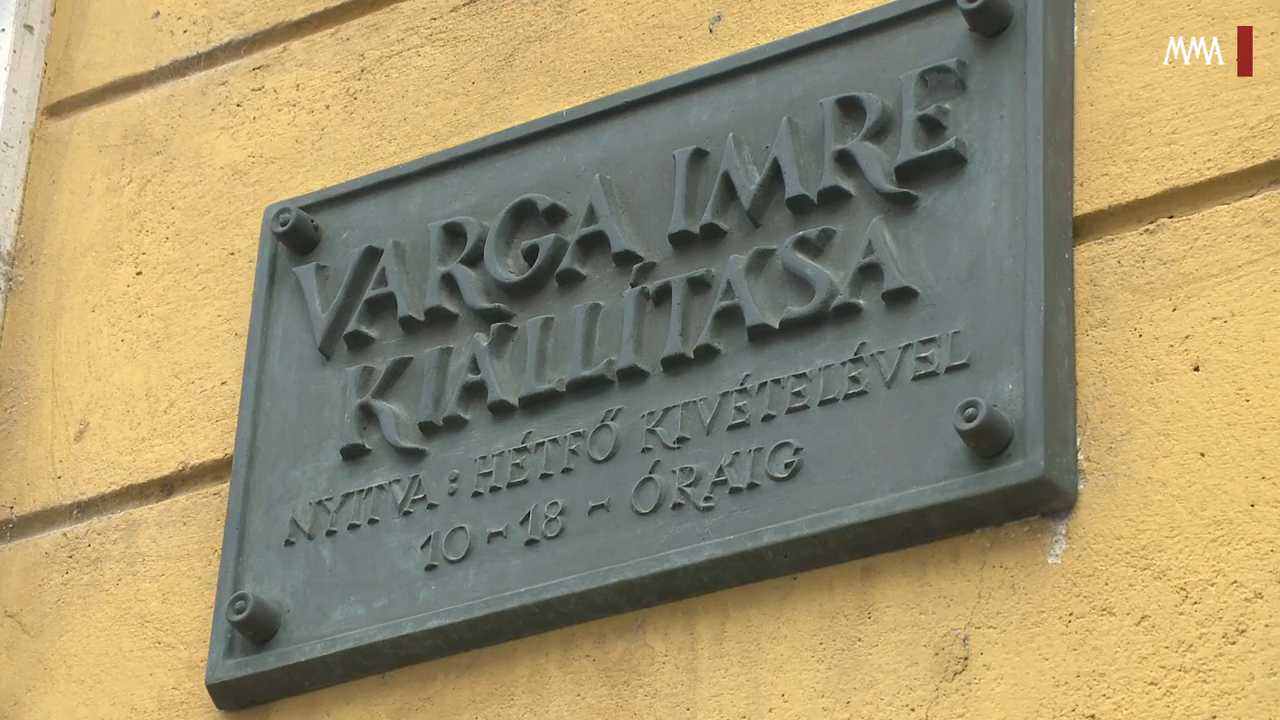 MMA
VARGA IMRE
KIÁLLÍTÁSA
NYITVA : HÉTFŐ KIVÉTELÉVEL
10 - 18 - ÓRÁIG